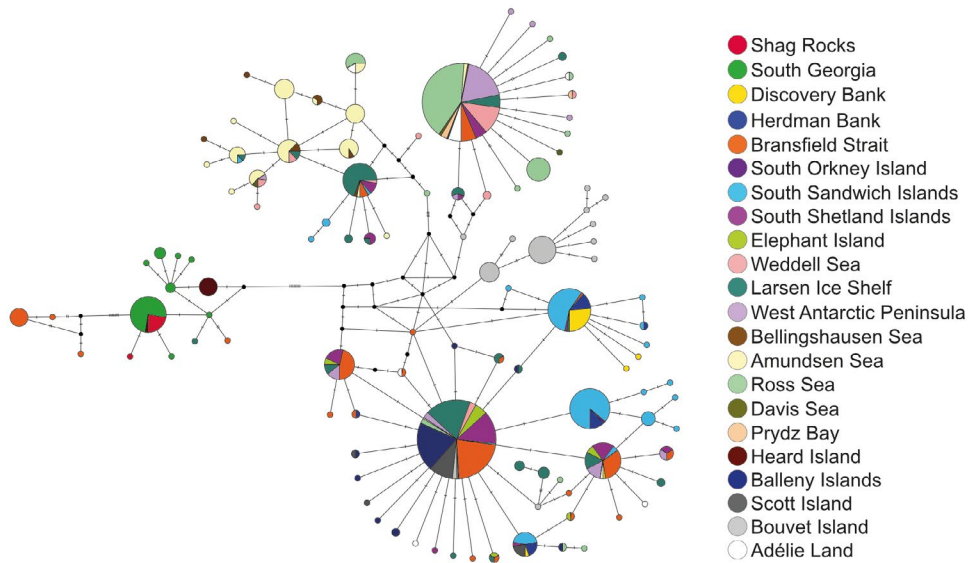 Shag Rocks
South Georgia
Discovery Bank
Herdman Bank
Bransfield Strait
South Orkney Island
South Sandwich Islands
South Shetland Islands
Elephant Island
Weddell Sea
Larsen Ice Shelf
West Antarctic Peninsula
Bellingshausen Sea
Amundsen Sea
Ross Sea
Davis Sea
Prydz Bay
Heard Island
Balleny Islands
Scott Island
Bouvet Island
Adélie Land